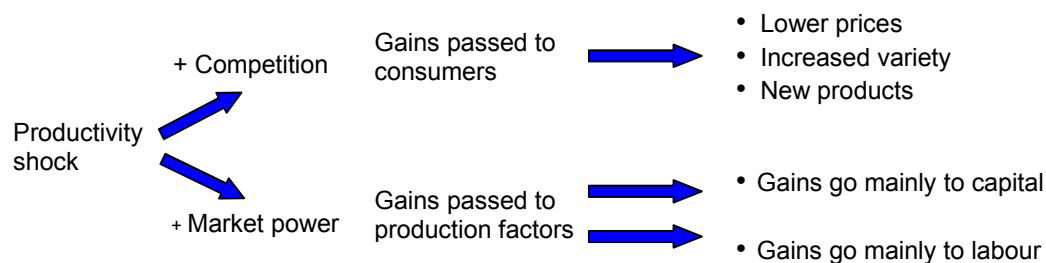 Productivity
shock
+ Competition
Gains passed to
consumers
• Lower prices
• Increased variety
• New products
+ Market power
Gains passed to
production factors
• Gains go mainly to capital
• Gains go mainly to labour